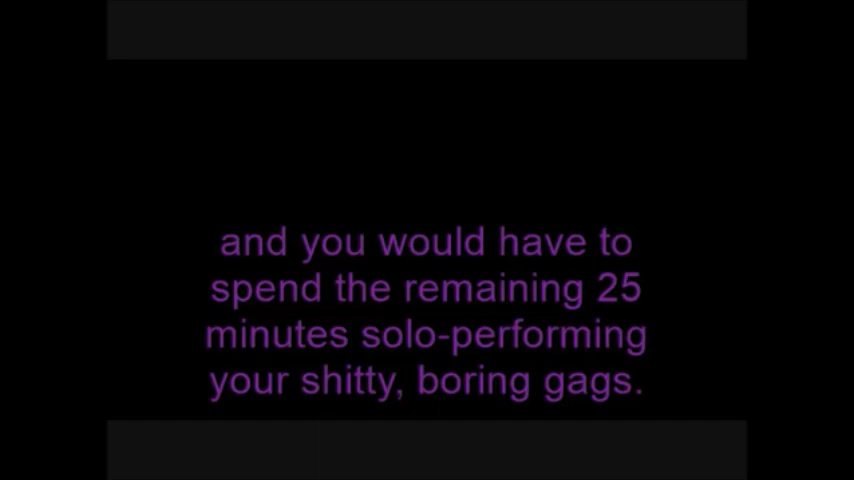 and you would have to
spend the remaining 25
minutes solo-performing
your shitty, boring gags.